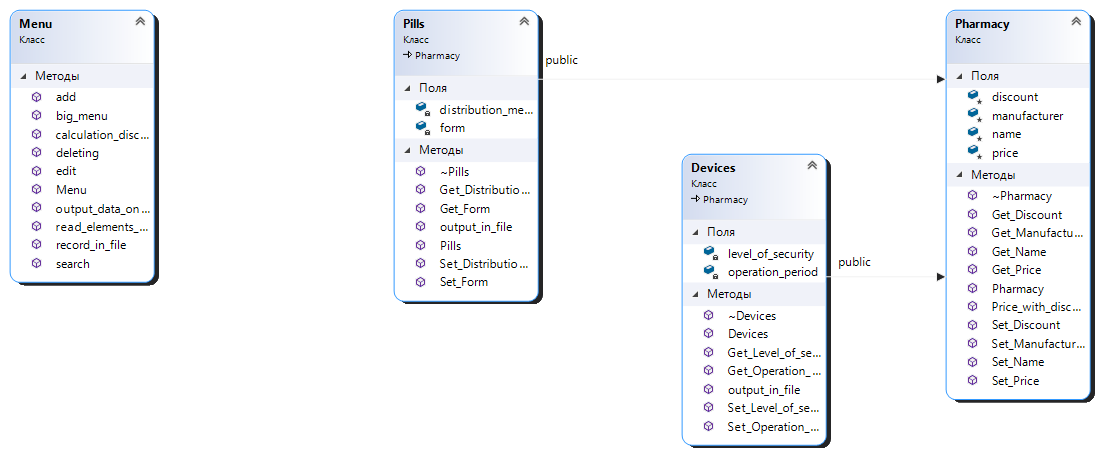 Menu
Класс
Методы
add
big_menu
calculation_disc...
deleting
edit
Menu
output_data_on ...
read_elements_...
record_in_file
search
Pills
Класс
Pharmacy
Поля
distribution_me...
form
Методы
~Pills
Get_Distributio...
Get_Form
output_in_file
Pills
Set_Distributio...
Set_Form
public
Devices
Класс
Pharmacy
Поля
level_of_security
operation_period
Методы
~Devices
Devices
Get_Level_of_se...
Get_Operation_...
output_in_file
Set_Level_of_se...
Set_Operation_...
public
Pharmacy
Класс
Поля
discount
manufacturer
name
price
Методы
~Pharmacy
Get_Discount
Get_Manufactu...
Get_Name
Get_Price
Pharmacy
Price_with_disc...
Set_Discount
Set_Manufactur...
Set_Name
Set_Price